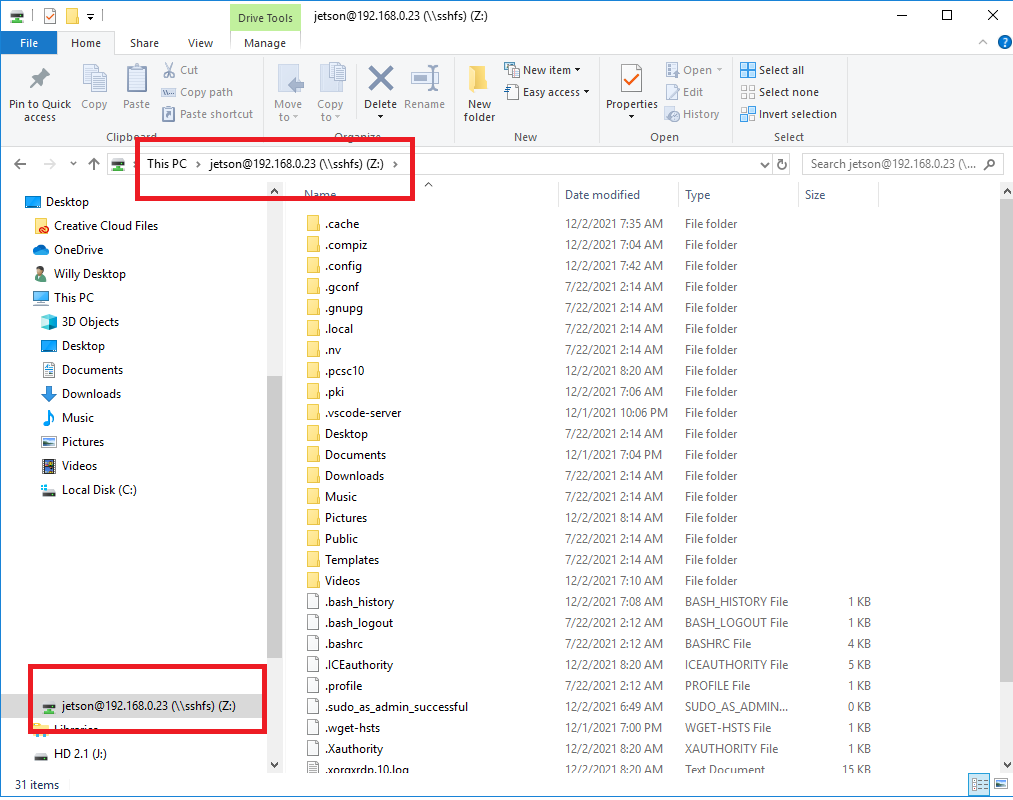 Drive Tools
jetson@192.168.0.23 (\\sshfs) (Z:)
File Home Share View Manage
Pin to Quick access
Copy
Paste
Cut
Copy path
Paste shortcut
Clipboard
Move to
Copy to
Delete
Rename
Organize
New folder
New item
Easy access
New
Properties
Open
Edit
History
Open
Select all
Select none
Invert selection
Select
This PC › jetson@192.168.0.23 (\\sshfs) (Z:) ›
Search jetson@192.168.0.23 (\...
Desktop
Creative Cloud Files
OneDrive
Willy Desktop
This PC
3D Objects
Desktop
Documents
Downloads
Music
Pictures
Videos
Local Disk (C:)
jetson@192.168.0.23 (\\sshfs) (Z:)
Libraries
HD 2.1 (J:)
Name Date modified Type Size
.cache 12/2/2021 7:35 AM File folder
.compiz 12/2/2021 7:04 AM File folder
.config 12/2/2021 7:42 AM File folder
.gconf 7/22/2021 2:14 AM File folder
.gnupg 7/22/2021 2:14 AM File folder
.local 7/22/2021 2:14 AM File folder
.nv 7/22/2021 2:14 AM File folder
.pcsc10 12/2/2021 8:20 AM File folder
.pki 12/2/2021 7:06 AM File folder
.vscode-server 12/1/2021 10:06 PM File folder
Desktop 7/22/2021 2:14 AM File folder
Documents 12/1/2021 7:04 PM File folder
Downloads 7/22/2021 2:14 AM File folder
Music 7/22/2021 2:14 AM File folder
Pictures 12/2/2021 8:14 AM File folder
Public 7/22/2021 2:14 AM File folder
Templates 7/22/2021 2:14 AM File folder
Videos 12/2/2021 7:10 AM File folder
.bash_history 12/2/2021 7:08 AM BASH_HISTORY File 1 KB
.bash_logout 7/22/2021 2:12 AM BASH_LOGOUT File 1 KB
.bashrc 7/22/2021 2:12 AM BASHRC File 4 KB
.ICEauthority 12/2/2021 8:20 AM ICEAUTHORITY File 5 KB
.profile 7/22/2021 2:12 AM PROFILE File 1 KB
.sudo_as_admin_successful 12/2/2021 6:49 AM SUDO_AS_ADMIN... 0 KB
.wget-hsts 12/1/2021 7:00 PM WGET-HSTS File 1 KB
.Xauthority 12/2/2021 8:20 AM XAUTHORITY File 1 KB
.xorgxrdp.10.log 12/2/2021 8:20 AM Text Document 15 KB
31 items